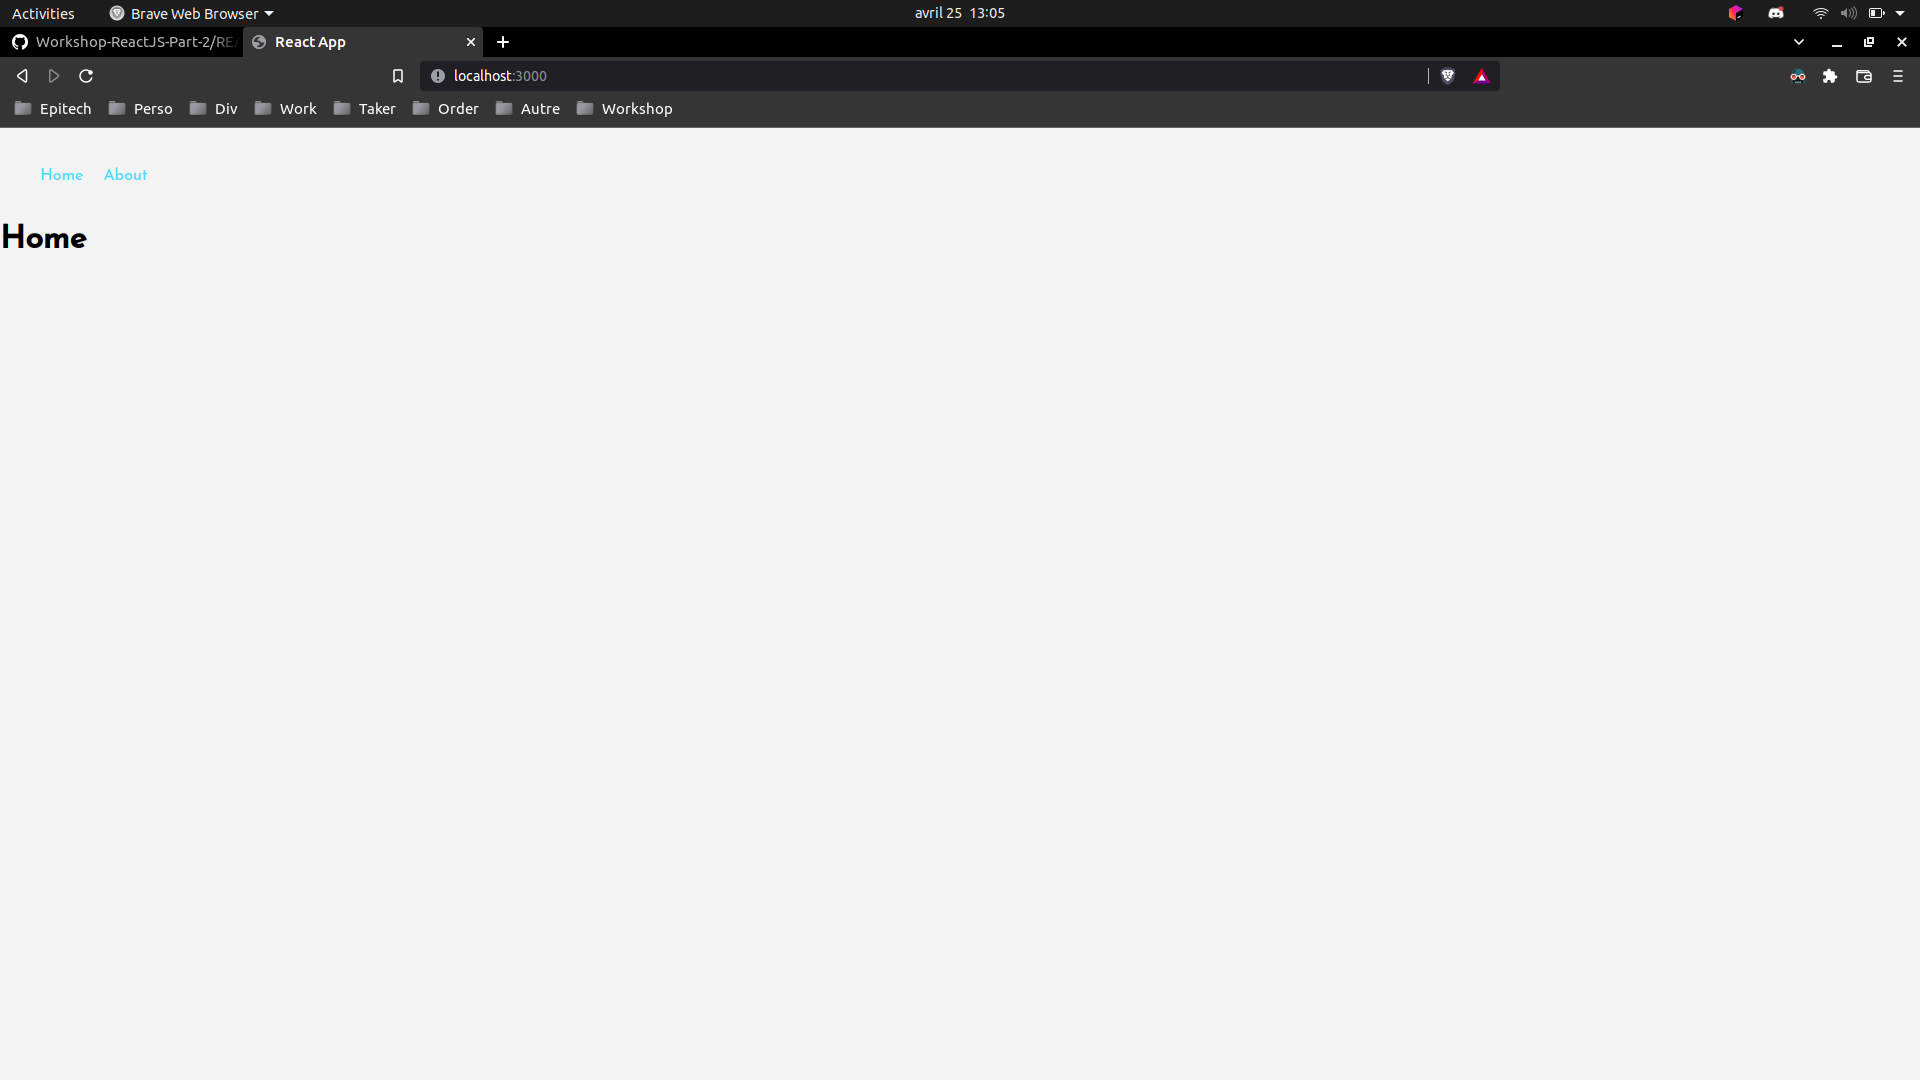 Activities Brave Web Browser avril 25 13:05
Workshop-ReactJS-Part-2/REA React App
localhost:3000
Epitech Perso Div Work Taker Order Autre Workshop
Home About
Home